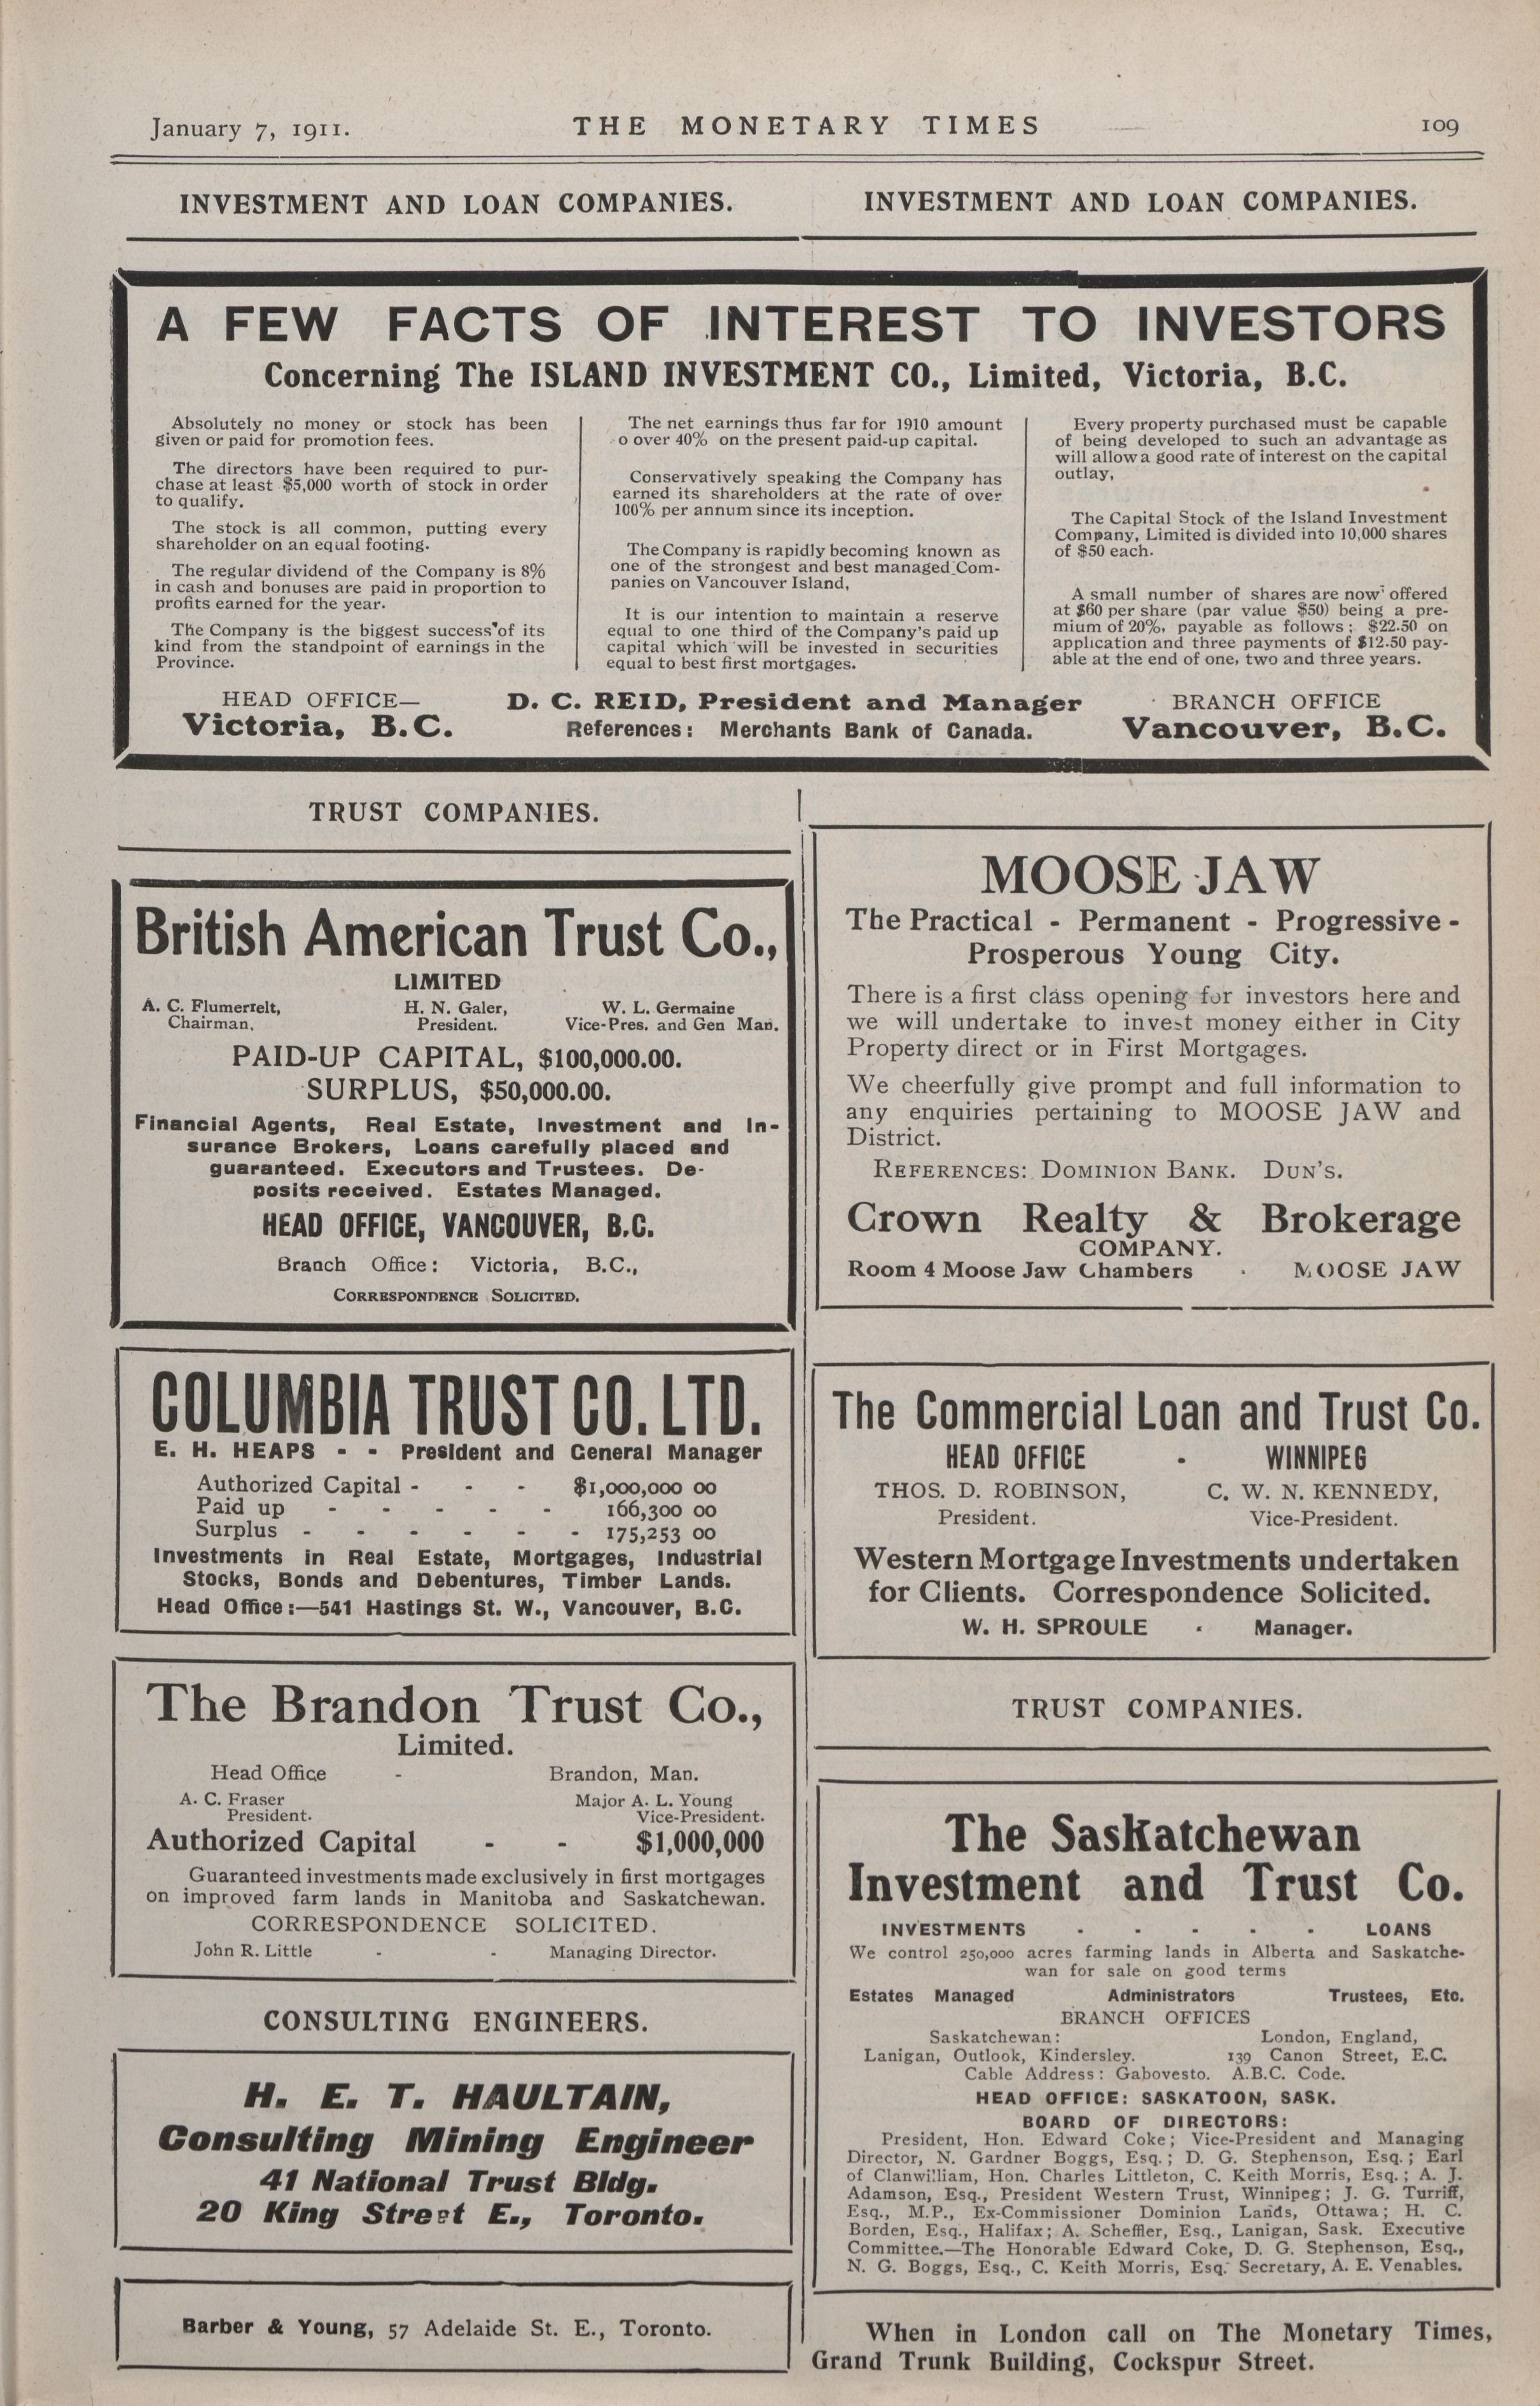 January 7, 1911.
THE MONETARY TIMES
109
INVESTMENT AND LOAN COMPANIES.
INVESTMENT AND LOAN COMPANIES.
A FEW FACTS OF INTEREST TO INVESTORS
Concerning The ISLAND INVESTMENT CO., Limited, Victoria, B.C.
Absolutely no money or stock has been
given or paid for promotion fees.
The directors have been required to pur-
chase at least $5,000 worth of stock in order
to qualify.
The stock is all common, putting every
shareholder on an equal footing.
The regular dividend of the Company is 8%
in cash and bonuses are paid in proportion to
profits earned for the year.
The Company is the biggest success of its
kind from the standpoint of earnings in the
Province.
The net earnings thus far for 1910 amount
o over 40% on the present paid-up capital.
Conservatively speaking the Company has
earned its shareholders at the rate of over
100% per annum since its inception.
The Company is rapidly becoming known as
one of the strongest and best managed Com-
panies on Vancouver Island,
It is our intention to maintain a reserve
equal to one third of the Company's paid up
capital which will be invested in securities
equal to best first mortgages.
Every property purchased must be capable
of being developed to such an advantage as
will allow a good rate of interest on the capital
outlay,
The Capital Stock of the Island Investment
Company, Limited is divided into 10,000 shares
of $50 each.
A small number of shares are now offered
at $60 per share (par value $50) being a pre-
mium of 20%, payable as follows; $22.50 on
application and three payments of $12.50 pay-
able at the end of one, two and three years.
HEAD OFFICE—
Victoria, B.C.
D. C. REID, President and Manager
References: Merchants Bank of Canada.
BRANCH OFFICE
Vancouver, B.C.
TRUST COMPANIES.
British American Trust Co.,
LIMITED
A. C. Flumerfelt, H. N. Galer, W. L. Germaine
Chairman, President. Vice-Pres. and Gen Man.
PAID-UP CAPITAL, $100,000.00.
SURPLUS, $50,000.00.
Financial Agents, Real Estate, Investment and In-
surance Brokers, Loans carefully placed and
guaranteed. Executors and Trustees. De-
posits received. Estates Managed.
HEAD OFFICE, VANCOUVER, B.C.
Branch Office: Victoria, B.C.,
CORRESPONDENCE SOLICITED.
COLUMBIA TRUST CO. LTD.
E. H. HEAPS - - President and General Manager
Authorized Capital - - - $1,000,000 00
Paid up - - - - - 166,300 00
Surplus - - - - - - 175,253 00
Investments in Real Estate, Mortgages, Industrial
Stocks, Bonds and Debentures, Timber Lands.
Head Office:—541 Hastings St. W., Vancouver, B.C.
The Brandon Trust Co.,
Limited.
Head Office - Brandon, Man.
A. C. Fraser Major A. L. Young
President. Vice-President.
Authorized Capital - - $1,000,000
Guaranteed investments made exclusively in first mortgages
on improved farm lands in Manitoba and Saskatchewan.
CORRESPONDENCE SOLICITED.
John R. Little - - Managing Director.
CONSULTING ENGINEERS.
H. E. T. HAULTAIN,
Consulting Mining Engineer
41 National Trust Bldg.
20 King Street E., Toronto.
Barber & Young, 57 Adelaide St. E., Toronto.
MOOSE JAW
The Practical - Permanent - Progressive -
Prosperous Young City.
There is a first class opening for investors here and
we will undertake to invest money either in City
Property direct or in First Mortgages.
We cheerfully give prompt and full information to
any enquiries pertaining to MOOSE JAW and
District.
REFERENCES: DOMINION BANK. DUN'S.
Crown Realty & Brokerage
COMPANY.
Room 4 Moose Jaw Chambers - MOOSE JAW
The Commercial Loan and Trust Co.
HEAD OFFICE - WINNIPEG
THOS. D. ROBINSON, C. W. N. KENNEDY,
President. Vice-President.
Western Mortgage Investments undertaken
for Clients. Correspondence Solicited.
W. H. SPROULE - Manager.
TRUST COMPANIES.
The Saskatchewan
Investment and Trust Co.
INVESTMENTS - - - - - LOANS
We control 250,000 acres farming lands in Alberta and Saskatche-
wan for sale on good terms
Estates Managed Administrators Trustees, Etc.
BRANCH OFFICES
Saskatchewan: London, England,
Lanigan, Outlook, Kindersley. 139 Canon Street, E.C.
Cable Address: Gabovesto. A.B.C. Code.
HEAD OFFICE: SASKATOON, SASK.
BOARD OF DIRECTORS:
President, Hon. Edward Coke; Vice-President and Managing
Director, N. Gardner Boggs, Esq.; D. G. Stephenson, Esq.; Earl
of Clanwilliam, Hon. Charles Littleton, C. Keith Morris, Esq.; A. J.
Adamson, Esq., President Western Trust, Winnipeg; J. G. Turriff,
Esq., M.P., Ex-Commissioner Dominion Lands, Ottawa; H. C.
Borden, Esq., Halifax; A. Scheffler, Esq., Lanigan, Sask. Executive
Committee.—The Honorable Edward Coke, D. G. Stephenson, Esq.,
N. G. Boggs, Esq., C. Keith Morris, Esq. Secretary, A. E. Venables.
When in London call on The Monetary Times,
Grand Trunk Building, Cockspur Street.